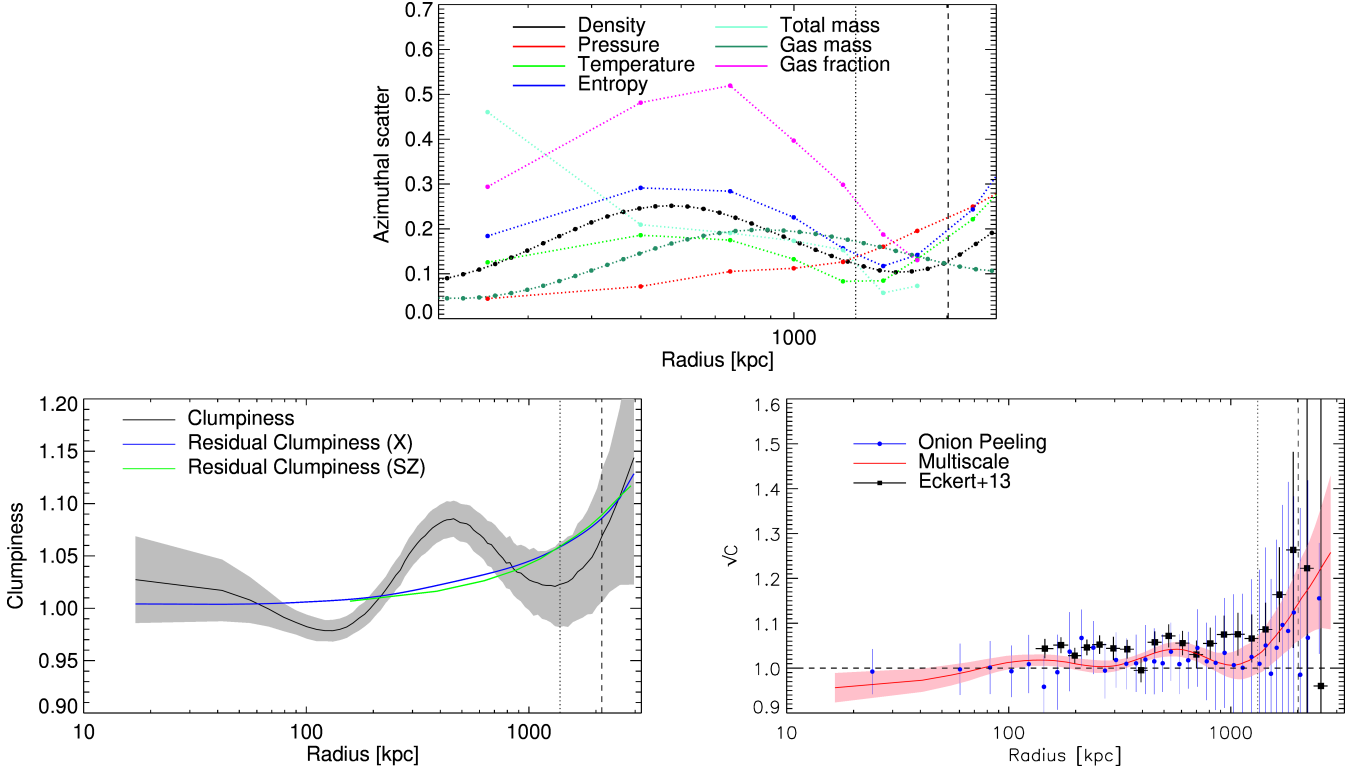 0.7
0.6
0.5
0.4
0.3
0.2
0.1
0.0
Azimuthal scatter
Density
Pressure
Temperature
Entropy
Total mass
Gas mass
Gas fraction
1000
Radius [kpc]
1.20
1.15
1.10
1.05
1.00
0.95
0.90
Clumpiness
Clumpiness
Residual Clumpiness (X)
Residual Clumpiness (SZ)
10
100
1000
Radius [kpc]
1.6
1.5
1.4
1.3
1.2
1.1
1.0
0.9
√C
Onion Peeling
Multiscale
Eckert+13
10
100
1000
Radius [kpc]